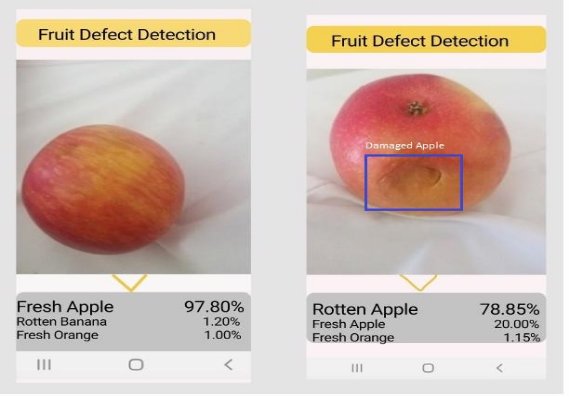 Fruit Defect Detection
Fresh Apple 97.80%
Rotten Banana 1.20%
Fresh Orange 1.00%
Fruit Defect Detection
Damaged Apple
Rotten Apple 78.85%
Fresh Apple 20.00%
Fresh Orange 1.15%